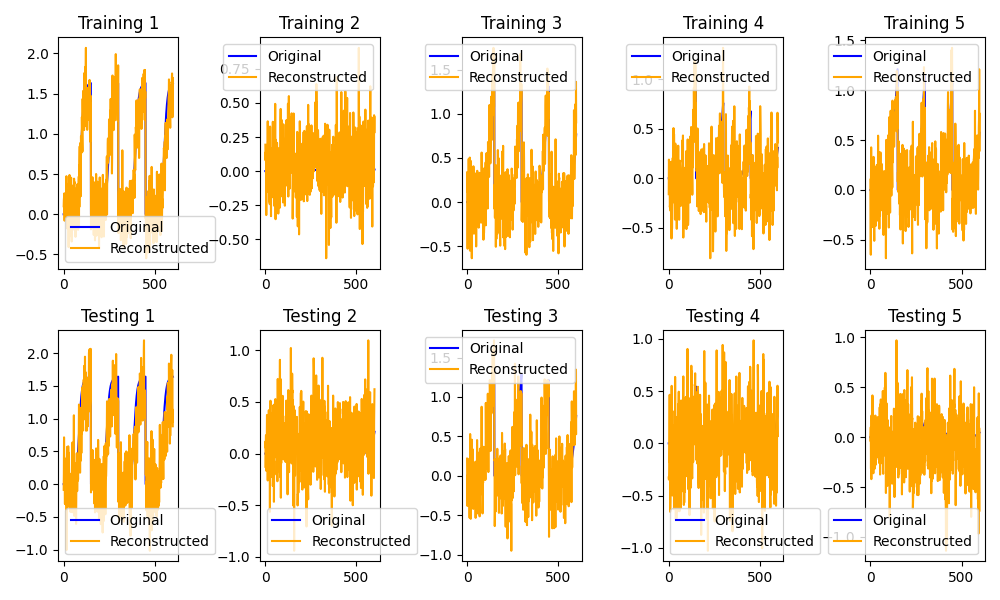 Training 1
Training 2
Training 3
Training 4
Training 5
2.0
1.5
1.0
0.5
0.0
−0.5
0
500
Original
Reconstructed
0.75
0.50
0.25
0.00
−0.25
−0.50
0
500
Original
Reconstructed
1.5
1.0
0.5
0.0
−0.5
0
500
Original
Reconstructed
1.0
0.5
0.0
−0.5
0
500
Original
Reconstructed
1.5
1.0
0.5
0.0
−0.5
0
500
Original
Reconstructed
Testing 1
Testing 2
Testing 3
Testing 4
Testing 5
2.0
1.5
1.0
0.5
0.0
−0.5
−1.0
0
500
Original
Reconstructed
1.0
0.5
0.0
−0.5
−1.0
0
500
Original
Reconstructed
1.5
1.0
0.5
0.0
−0.5
−1.0
0
500
Original
Reconstructed
1.0
0.5
0.0
−0.5
−1.0
0
500
Original
Reconstructed
1.0
0.5
0.0
−0.5
−1.0
0
500
Original
Reconstructed